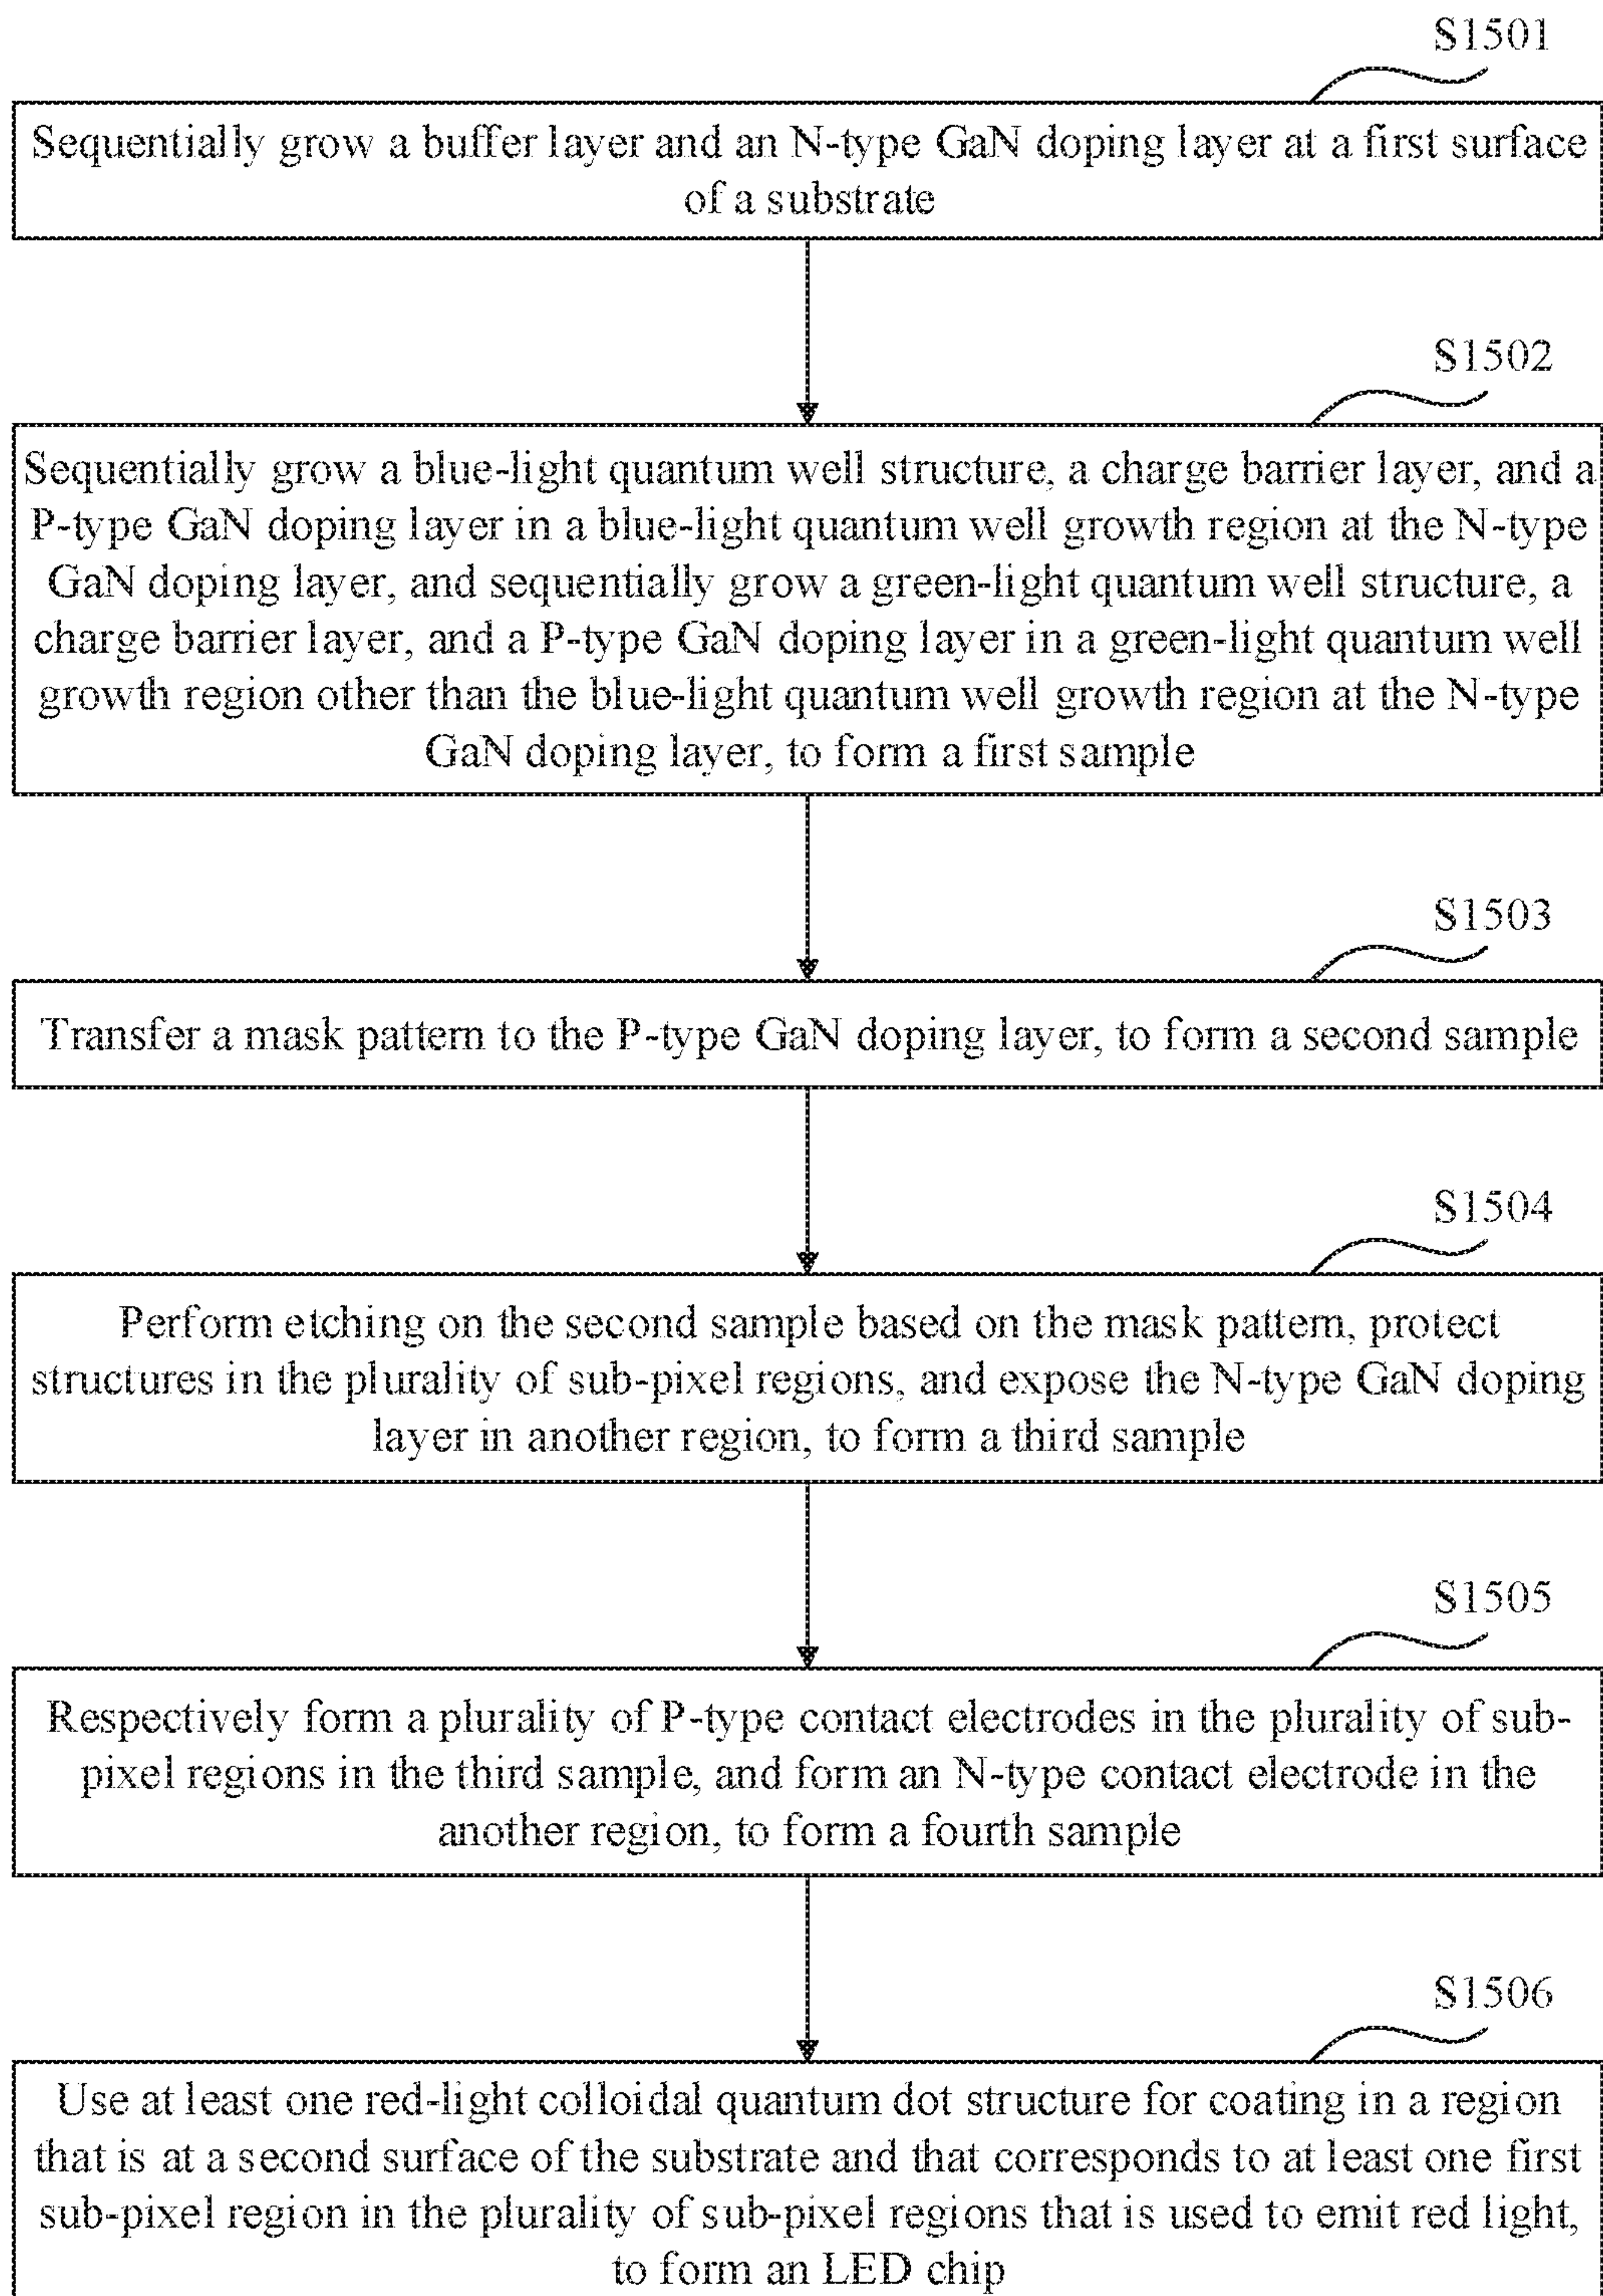 S1501
Sequentially grow a buffer layer and an N-type GaN doping layer at a first surface
of a substrate
S1502
Sequentially grow a blue-light quantum well structure, a charge barrier layer, and a
P-type GaN doping layer in a blue-light quantum well growth region at the N-type
GaN doping layer, and sequentially grow a green-light quantum well structure, a
charge barrier layer, and a P-type GaN doping layer in a green-light quantum well
growth region other than the blue-light quantum well growth region at the N-type
GaN doping layer, to form a first sample
S1503
Transfer a mask pattern to the P-type GaN doping layer, to form a second sample
S1504
Perform etching on the second sample based on the mask pattern, protect
structures in the plurality of sub-pixel regions, and expose the N-type GaN doping
layer in another region, to form a third sample
S1505
Respectively form a plurality of P-type contact electrodes in the plurality of sub-
pixel regions in the third sample, and form an N-type contact electrode in the
another region, to form a fourth sample
S1506
Use at least one red-light colloidal quantum dot structure for coating in a region
that is at a second surface of the substrate and that corresponds to at least one first
sub-pixel region in the plurality of sub-pixel regions that is used to emit red light,
to form an LED chip